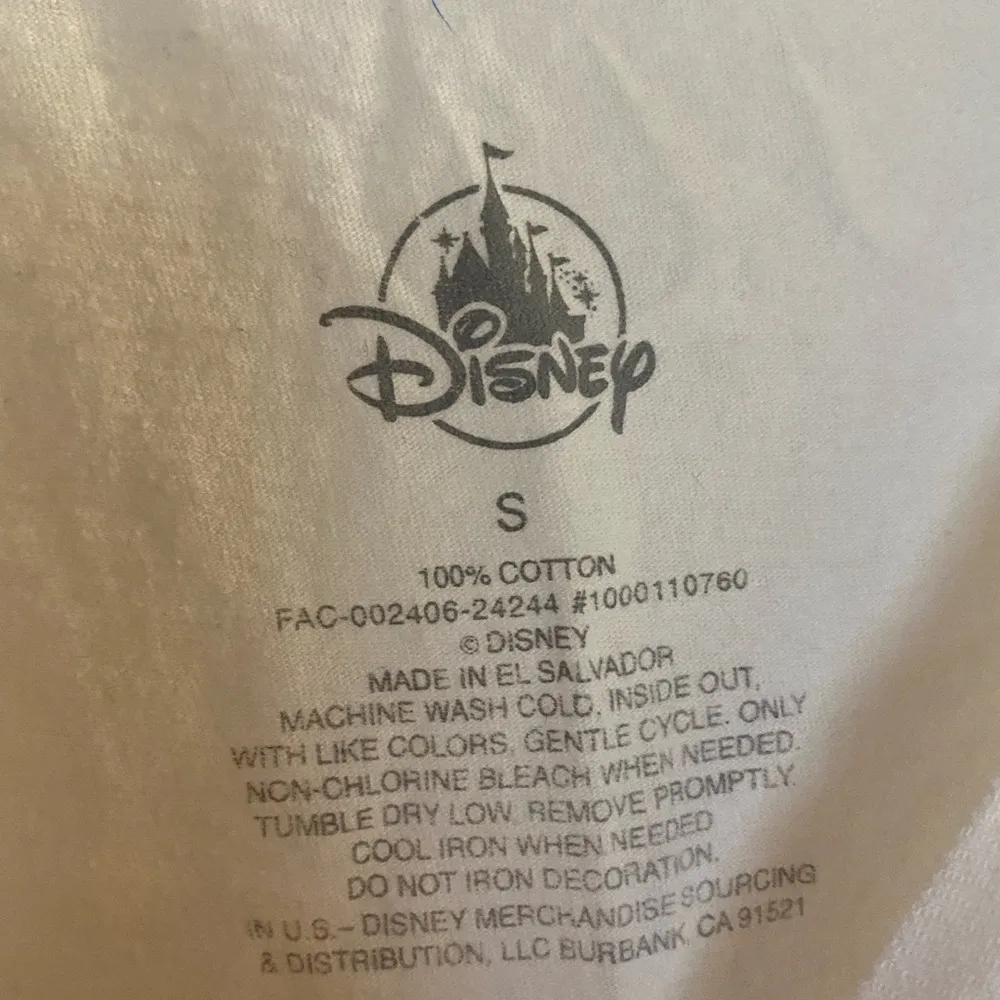 DISNEY
S
100% COTTON
FAC-002406-24244 #1000110760
© DISNEY
MADE IN EL SALVADOR
MACHINE WASH COLD. INSIDE OUT,
WITH LIKE COLORS, GENTLE CYCLE. ONLY
NON-CHLORINE BLEACH WHEN NEEDED.
TUMBLE DRY LOW. REMOVE PROMPTLY.
COOL IRON WHEN NEEDED
DO NOT IRON DECORATION.
IN U.S.– DISNEY MERCHANDISE SOURCING
& DISTRIBUTION, LLC BURBANK, CA 91521